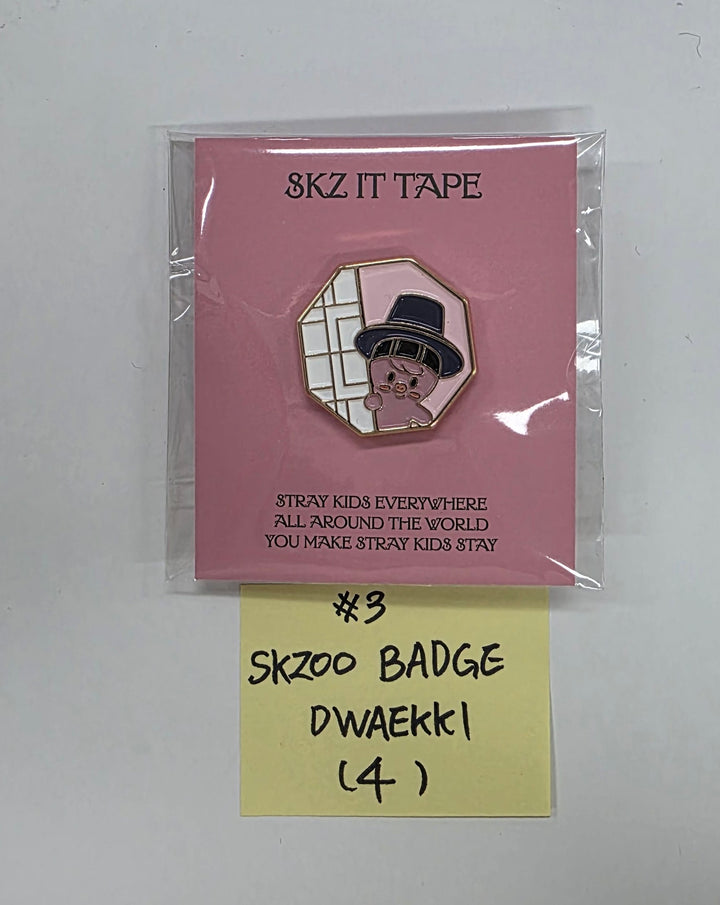 SKZ IT TAPE
STRAY KIDS EVERYWHERE
ALL AROUND THE WORLD
YOU MAKE STRAY KIDS STAY
#3
SKZOO BADGE
DWAEKKI
(4)